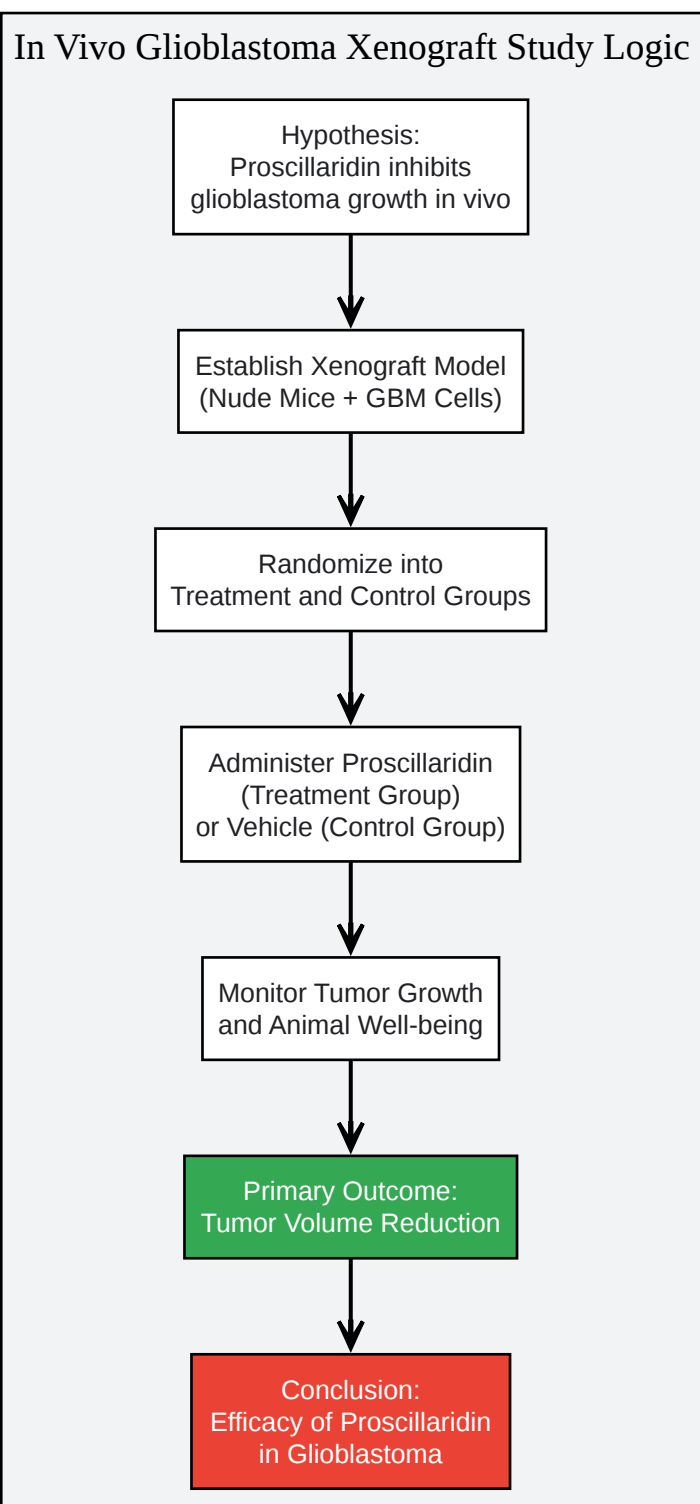 In Vivo Glioblastoma Xenograft Study Logic
Hypothesis:
Proscillaridin inhibits
glioblastoma growth in vivo
Establish Xenograft Model
(Nude Mice + GBM Cells)
Randomize into
Treatment and Control Groups
Administer Proscillaridin
(Treatment Group)
or Vehicle (Control Group)
Monitor Tumor Growth
and Animal Well-being
Primary Outcome:
Tumor Volume Reduction
Conclusion:
Efficacy of Proscillaridin
in Glioblastoma